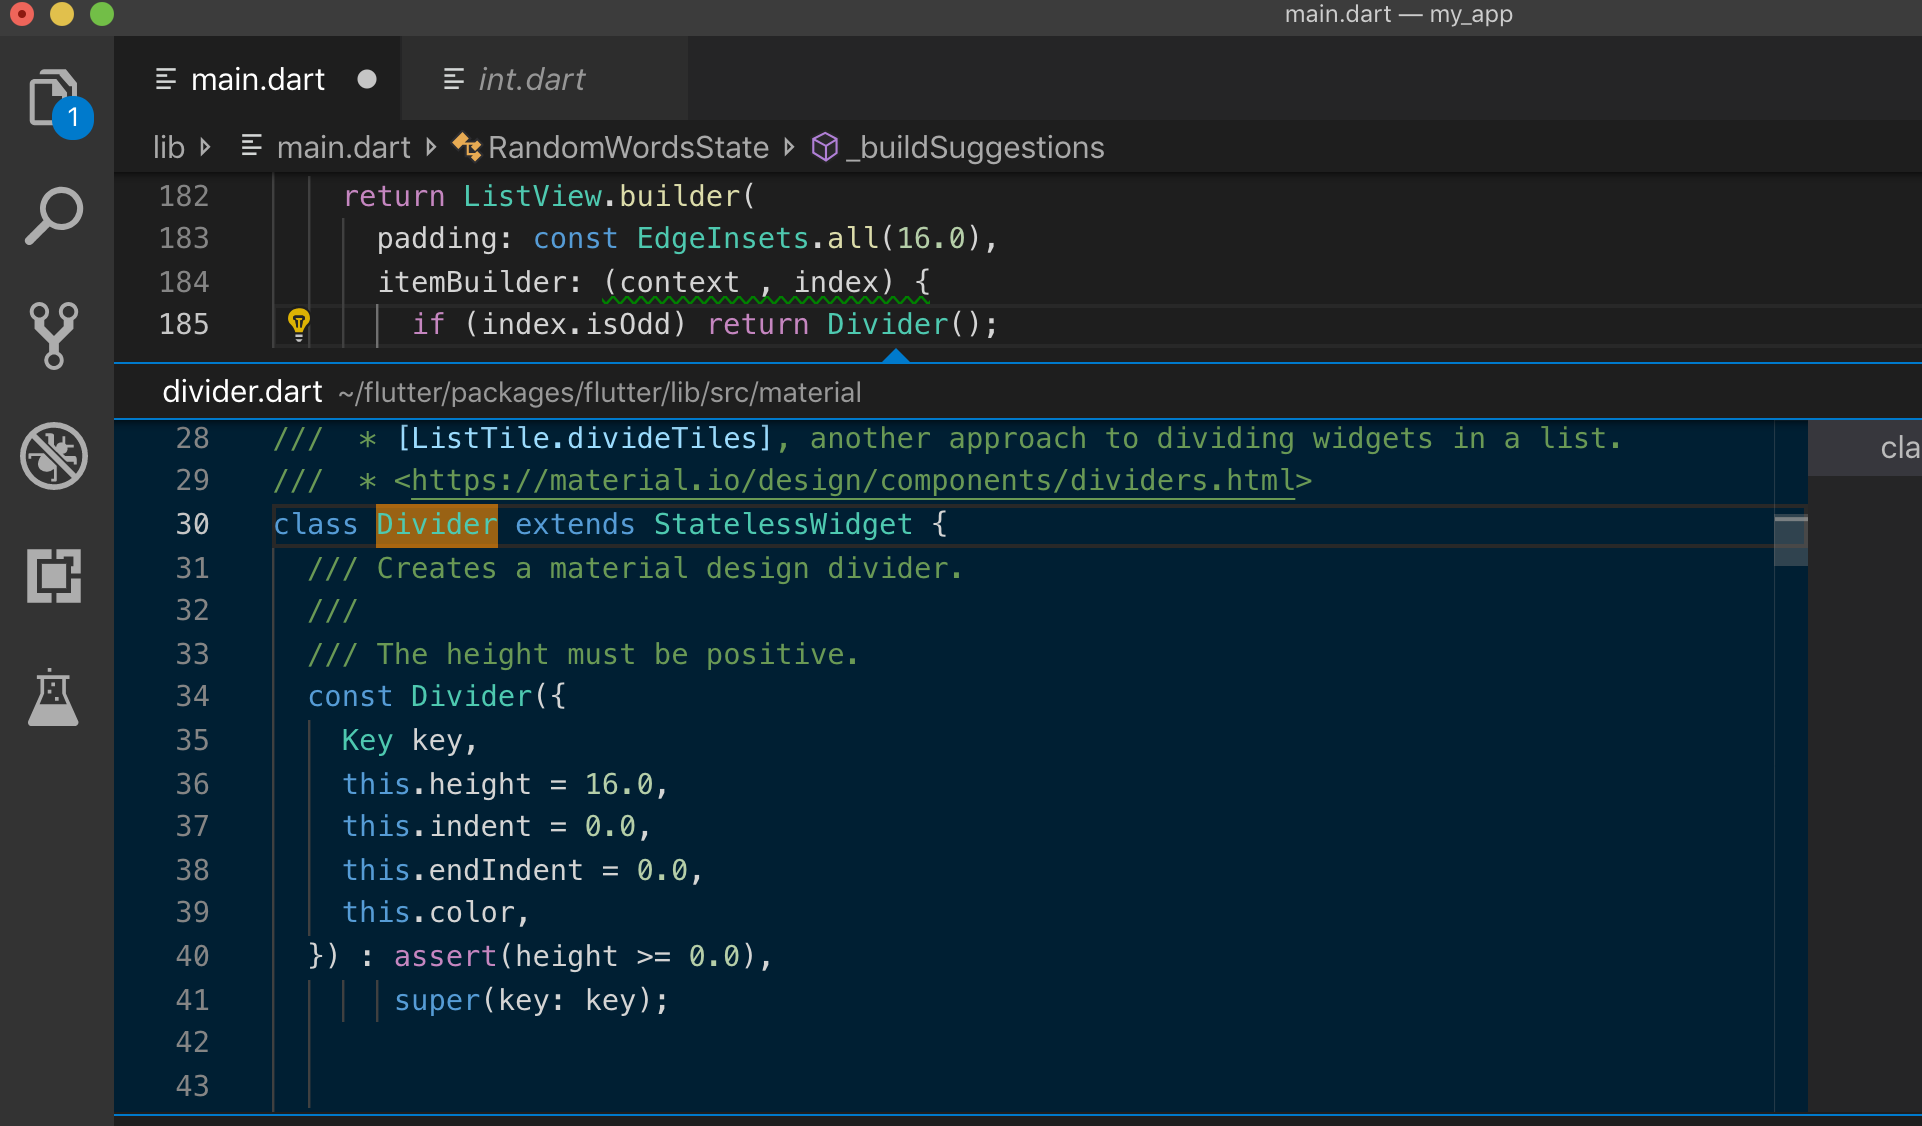 main.dart — my_app
main.dart int.dart
1
lib main.dart RandomWordsState _buildSuggestions
182 return ListView.builder(
183 padding: const EdgeInsets.all(16.0),
184 itemBuilder: (context , index) {
185 if (index.isOdd) return Divider();
divider.dart ~/flutter/packages/flutter/lib/src/material
28 /// * [ListTile.divideTiles], another approach to dividing widgets in a list.
cla
29 /// * <https://material.io/design/components/dividers.html>
30 class Divider extends StatelessWidget {
31 /// Creates a material design divider.
32 ///
33 /// The height must be positive.
34 const Divider({
35 Key key,
36 this.height = 16.0,
37 this.indent = 0.0,
38 this.endIndent = 0.0,
39 this.color,
40 }) : assert(height >= 0.0),
41 super(key: key);
42
43